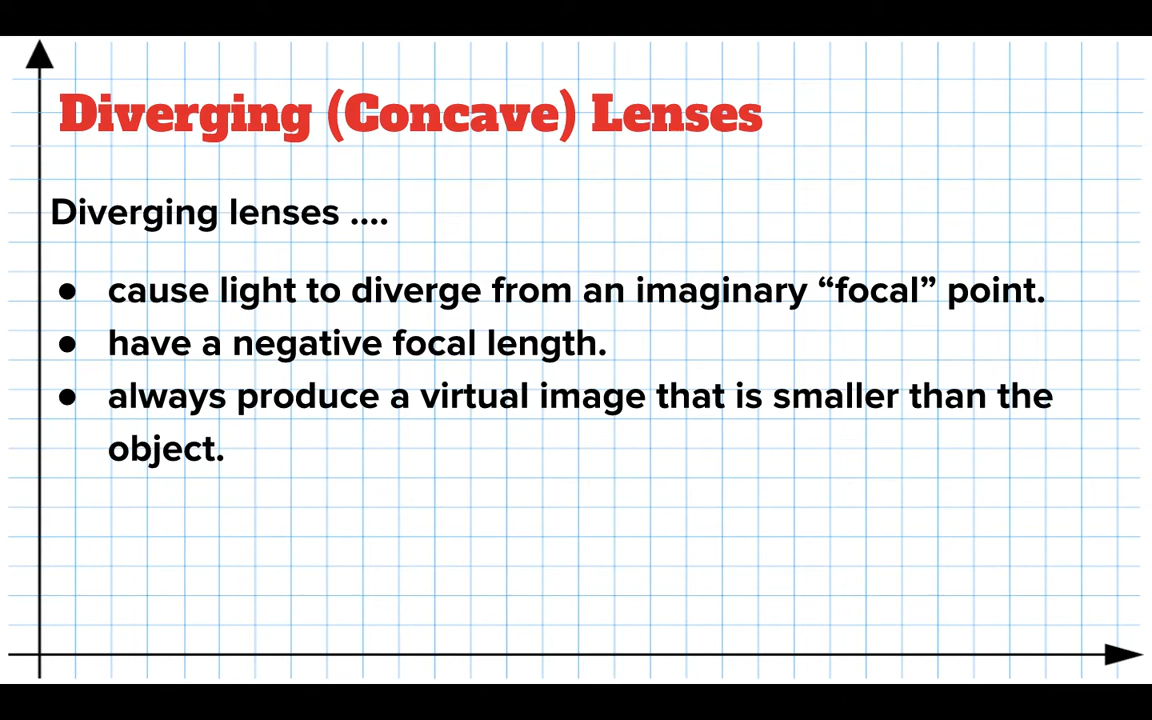 Diverging (Concave) Lenses
Diverging lenses ....
● cause light to diverge from an imaginary “focal” point.
● have a negative focal length.
● always produce a virtual image that is smaller than the
object.